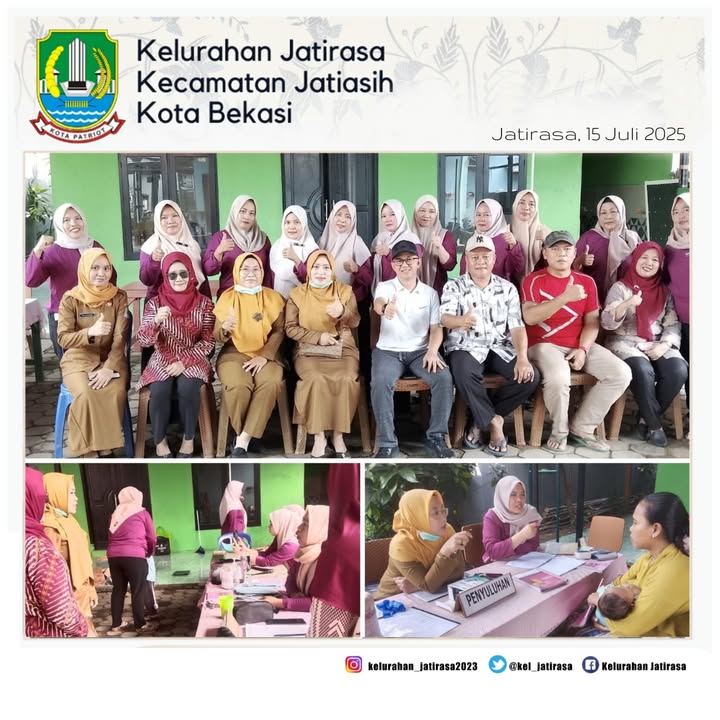 Kelurahan Jatirasa
Kecamatan Jatiasih
Kota Bekasi
KOTA PATRIOT
Jatirasa, 15 Juli 2025
PENYULUHAN
kelurahan_jatirasa2023
@kel_jatirasa
Kelurahan Jatirasa